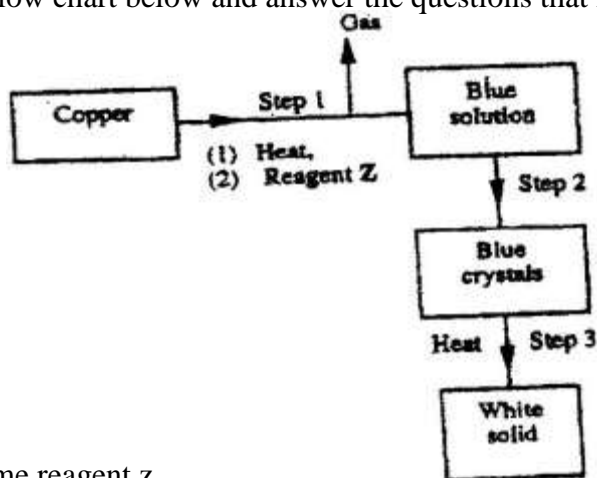 low chart below and answer the questions that
Gas
Copper
Step 1
Blue
solution
(1) Heat,
(2) Reagent Z
Step 2
Blue
crystals
Heat
Step 3
White
solid
me reagent z